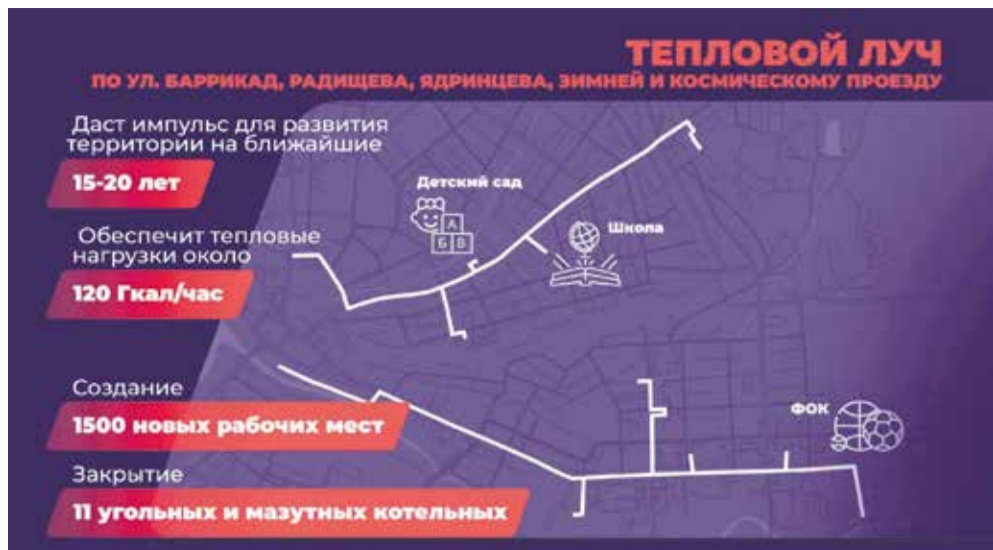 ТЕПЛОВОЙ ЛУЧ
ПО УЛ. БАРРИКАД, РАДИЩЕВА, ЯДРИНЦЕВА, ЗИМНЕЙ И КОСМИЧЕСКОМУ ПРОЕЗДУ
Даст импульс для развития
территории на ближайшие
15-20 лет
Обеспечит тепловые
нагрузки около
120 Гкал/час
Создание
1500 новых рабочих мест
Закрытие
11 угольных и мазутных котельных
Детский сад
А
Б В
Школа
ФОК